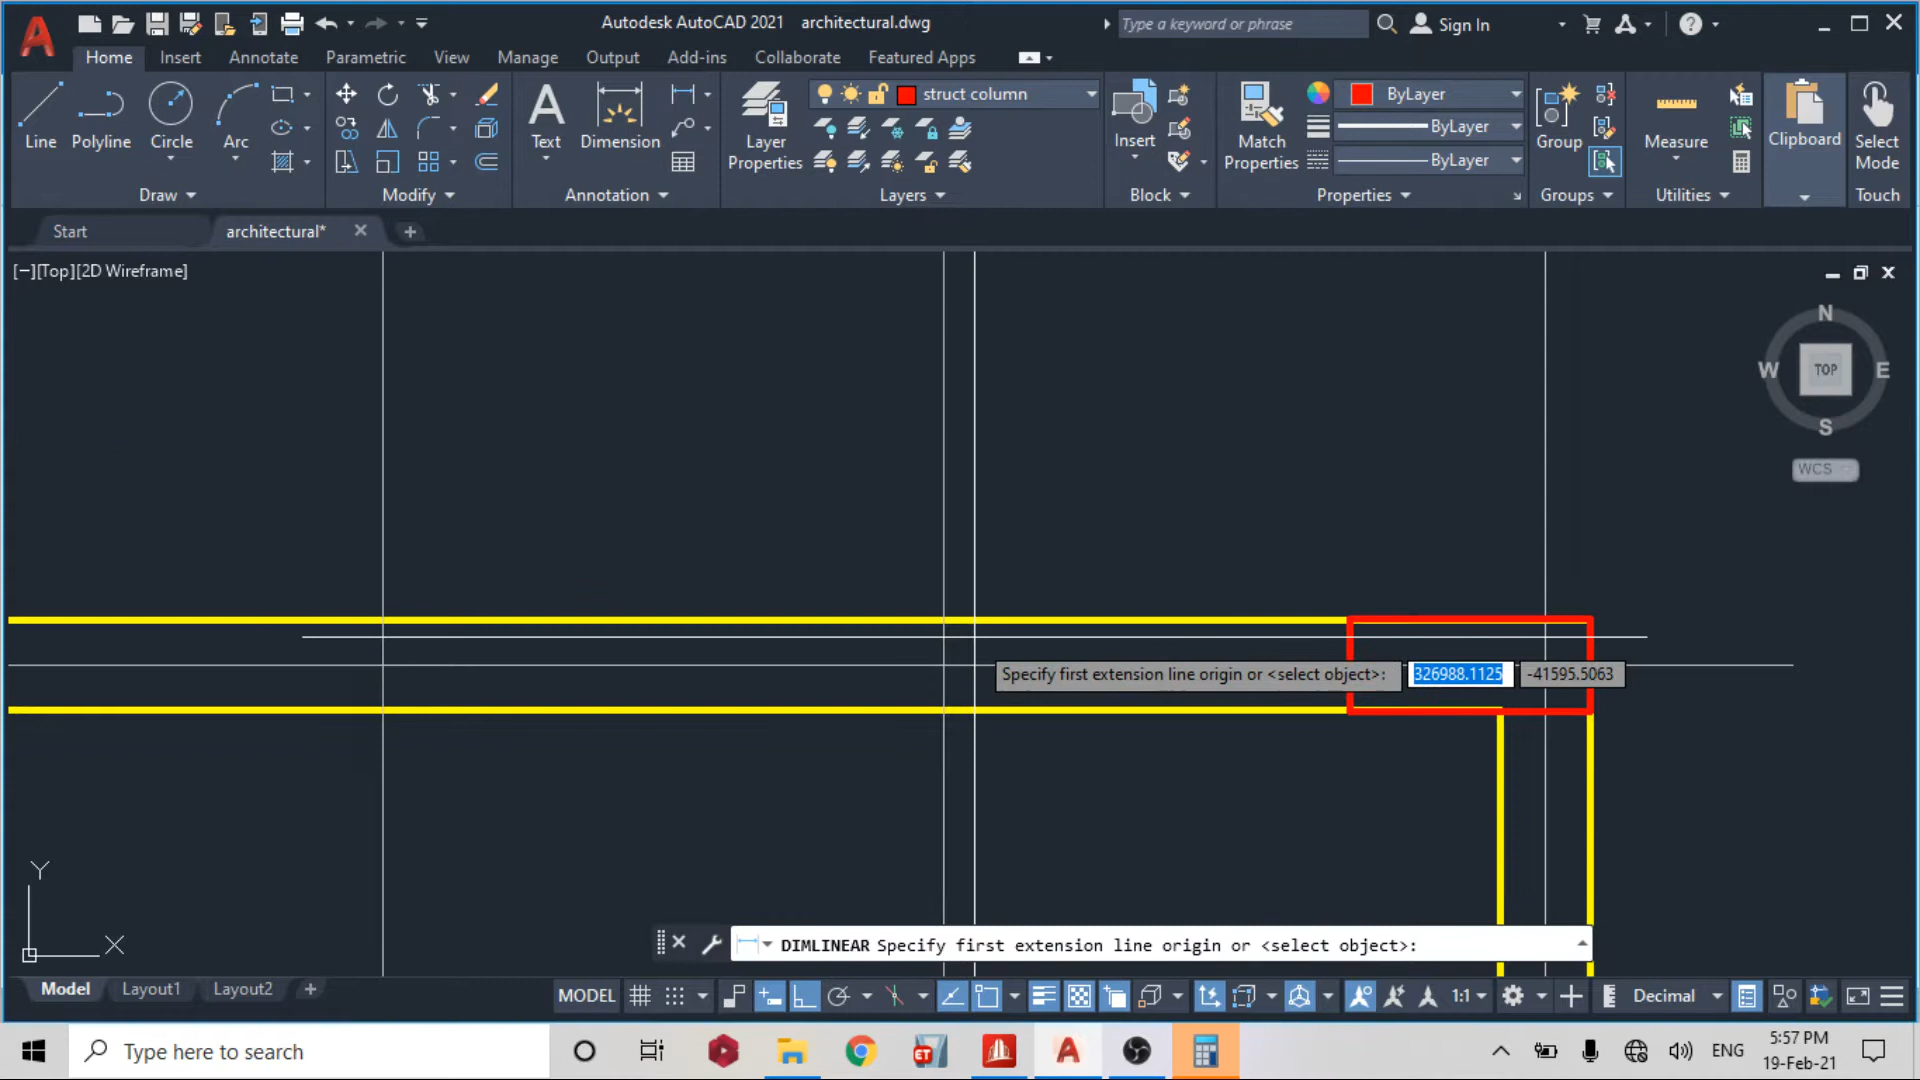 Autodesk AutoCAD 2021 architectural.dwg
Type a keyword or phrase
Sign In
Home Insert Annotate Parametric View Manage Output Add-ins Collaborate Featured Apps
Line Polyline Circle Arc
Text Dimension
Layer Properties
struct column
Insert
Match Properties
ByLayer
ByLayer
ByLayer
Group
Measure
Clipboard
Select Mode
Draw Modify Annotation Layers Block Properties Groups Utilities Touch
Start architectural*
[−][Top][2D Wireframe]
N
W TOP E
S
WCS
Specify first extension line origin or <select object>: 326988.1125 -41595.5063
Y
X
DIMLINEAR Specify first extension line origin or <select object>:
Model Layout1 Layout2
MODEL 1:1 Decimal
Type here to search
ET
ENG
5:57 PM
19-Feb-21